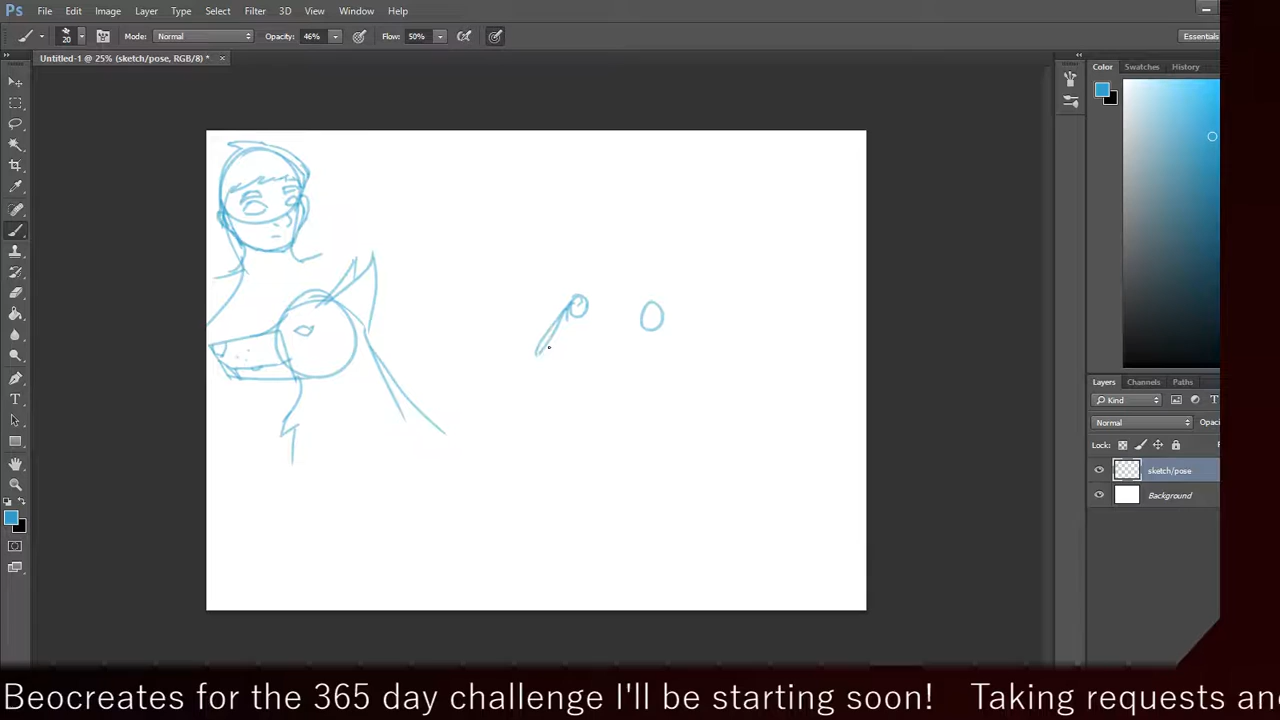 Ps File Edit Image Layer Type Select Filter 3D View Window Help
20 Mode: Normal Opacity: 46% Flow: 50% Essentials
Untitled-1 @ 25% (sketch/pose, RGB/8) * ×
Color Swatches History
Layers Channels Paths
Kind T
Normal Opac
Lock:
sketch/pose
Background
Beocreates for the 365 day challenge I'll be starting soon! Taking requests an